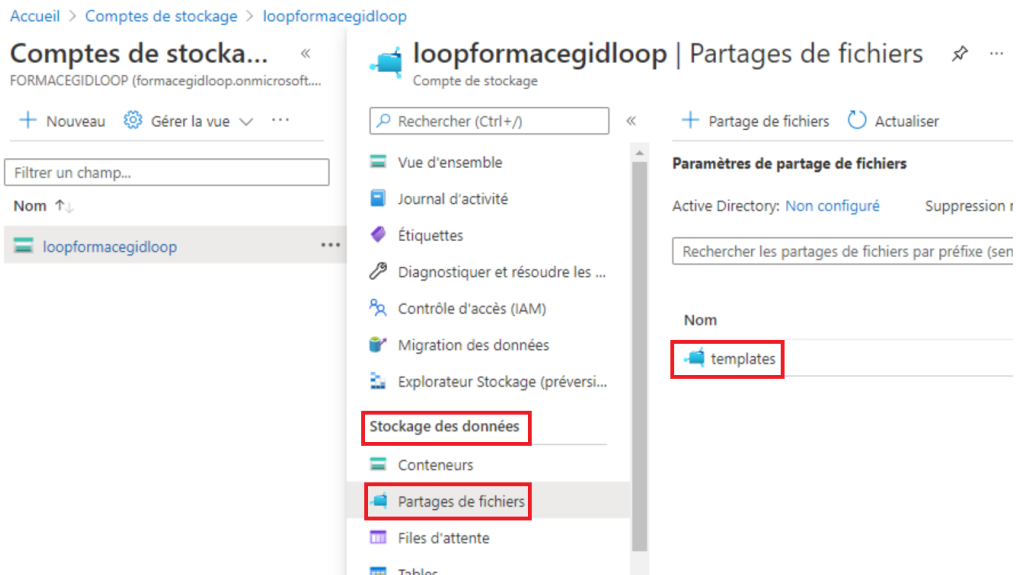 Accueil > Comptes de stockage > loopformacegidloop
Comptes de stocka... «
FORMACEGIDLOOP (formacegidloop.onmicrosoft....
+ Nouveau Gérer la vue ...
Filtrer un champ...
Nom ↑↓
loopformacegidloop ...
loopformacegidloop | Partages de fichiers ...
Compte de stockage
Rechercher (Ctrl+/) «
Vue d'ensemble
Journal d'activité
Étiquettes
Diagnostiquer et résoudre les ...
Contrôle d'accès (IAM)
Migration des données
Explorateur Stockage (préversi...
Stockage des données
Conteneurs
Partages de fichiers
Files d'attente
Tables
+ Partage de fichiers Actualiser
Paramètres de partage de fichiers
Active Directory: Non configuré Suppression r
Rechercher les partages de fichiers par préfixe (sen
Nom
templates